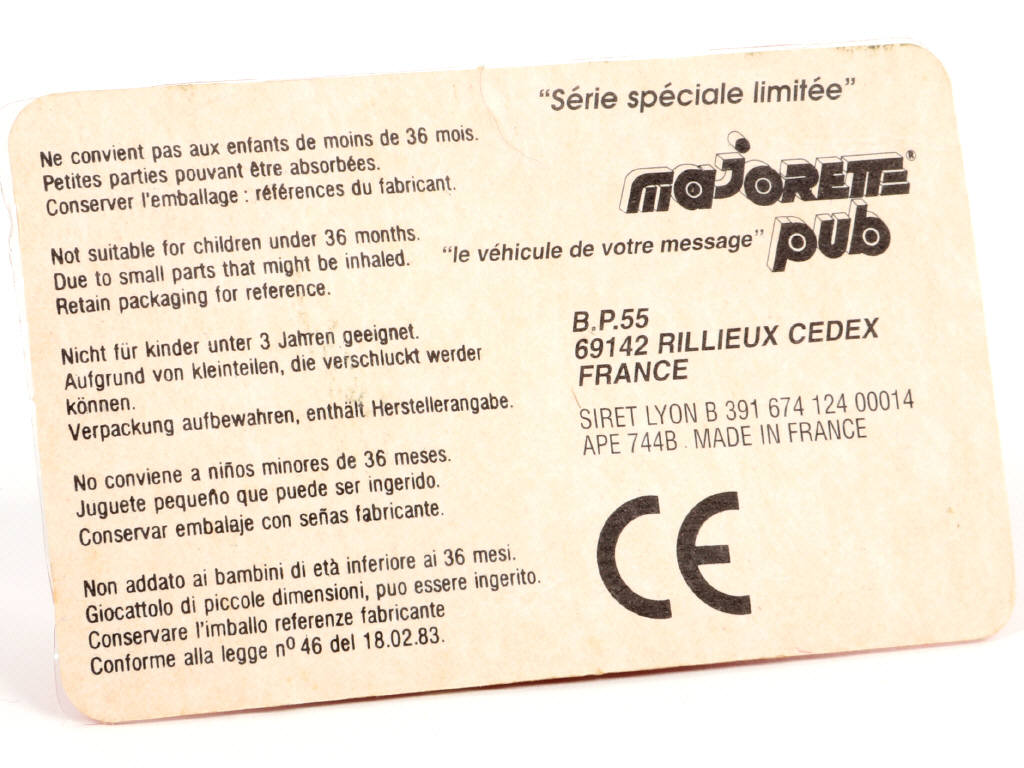 Ne convient pas aux enfants de moins de 36 mois.
Petites parties pouvant être absorbées.
Conserver l'emballage : références du fabricant.
Not suitable for children under 36 months.
Due to small parts that might be inhaled.
Retain packaging for reference.
Nicht für kinder unter 3 Jahren geeignet.
Aufgrund von kleinteilen, die verschluckt werder
können.
Verpackung aufbewahren, enthält Herstellerangabe.
No conviene a niños minores de 36 meses.
Juguete pequeño que puede ser ingerido.
Conservar embalaje con señas fabricante.
Non addato ai bambini di età inferiore ai 36 mesi.
Giocattolo di piccole dimensioni, puo essere ingerito.
Conservare l'imballo referenze fabricante
Conforme alla legge nº 46 del 18.02.83.
"Série spéciale limitée"
majorette®
pub
"le véhicule de votre message"
B.P.55
69142 RILLIEUX CEDEX
FRANCE
SIRET LYON B 391 674 124 00014
APE 744B . MADE IN FRANCE
CE